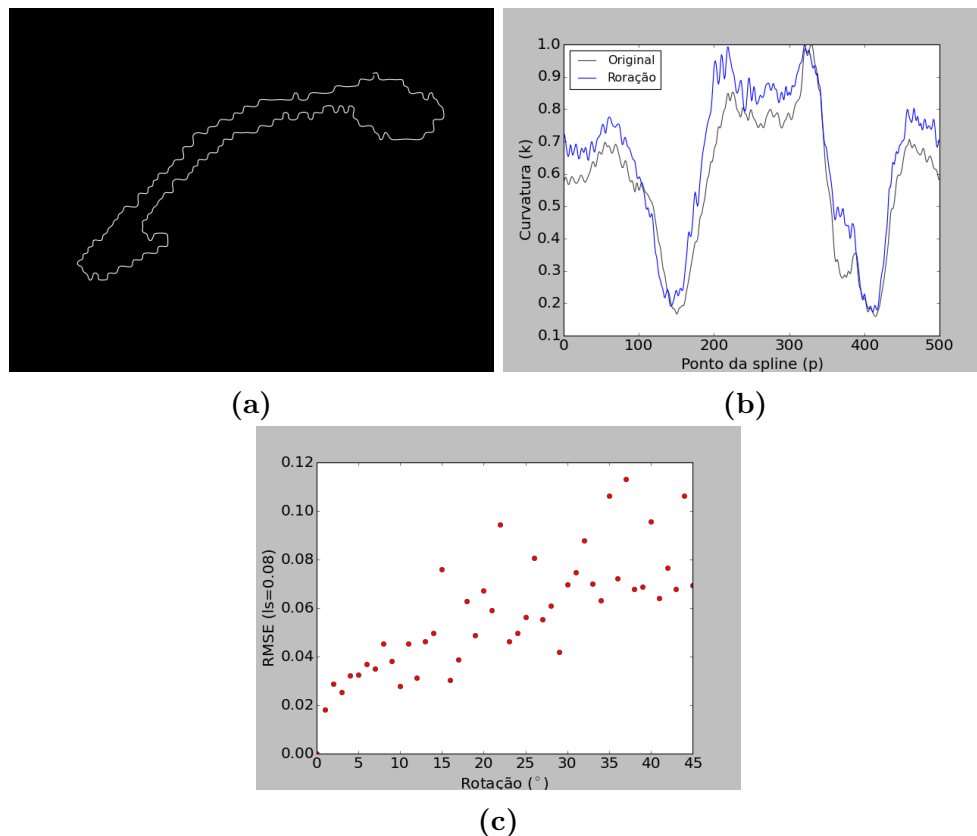 1.0
0.9
0.8
0.7
0.6
0.5
0.4
0.3
0.2
0.1
Curvatura (k)
Original
Roração
0 100 200 300 400 500
Ponto da spline (p)
(a) (b)
0.12
0.10
0.08
0.06
0.04
0.02
0.00
RMSE (ls=0.08)
0 5 10 15 20 25 30 35 40 45
Rotação (°)
(c)